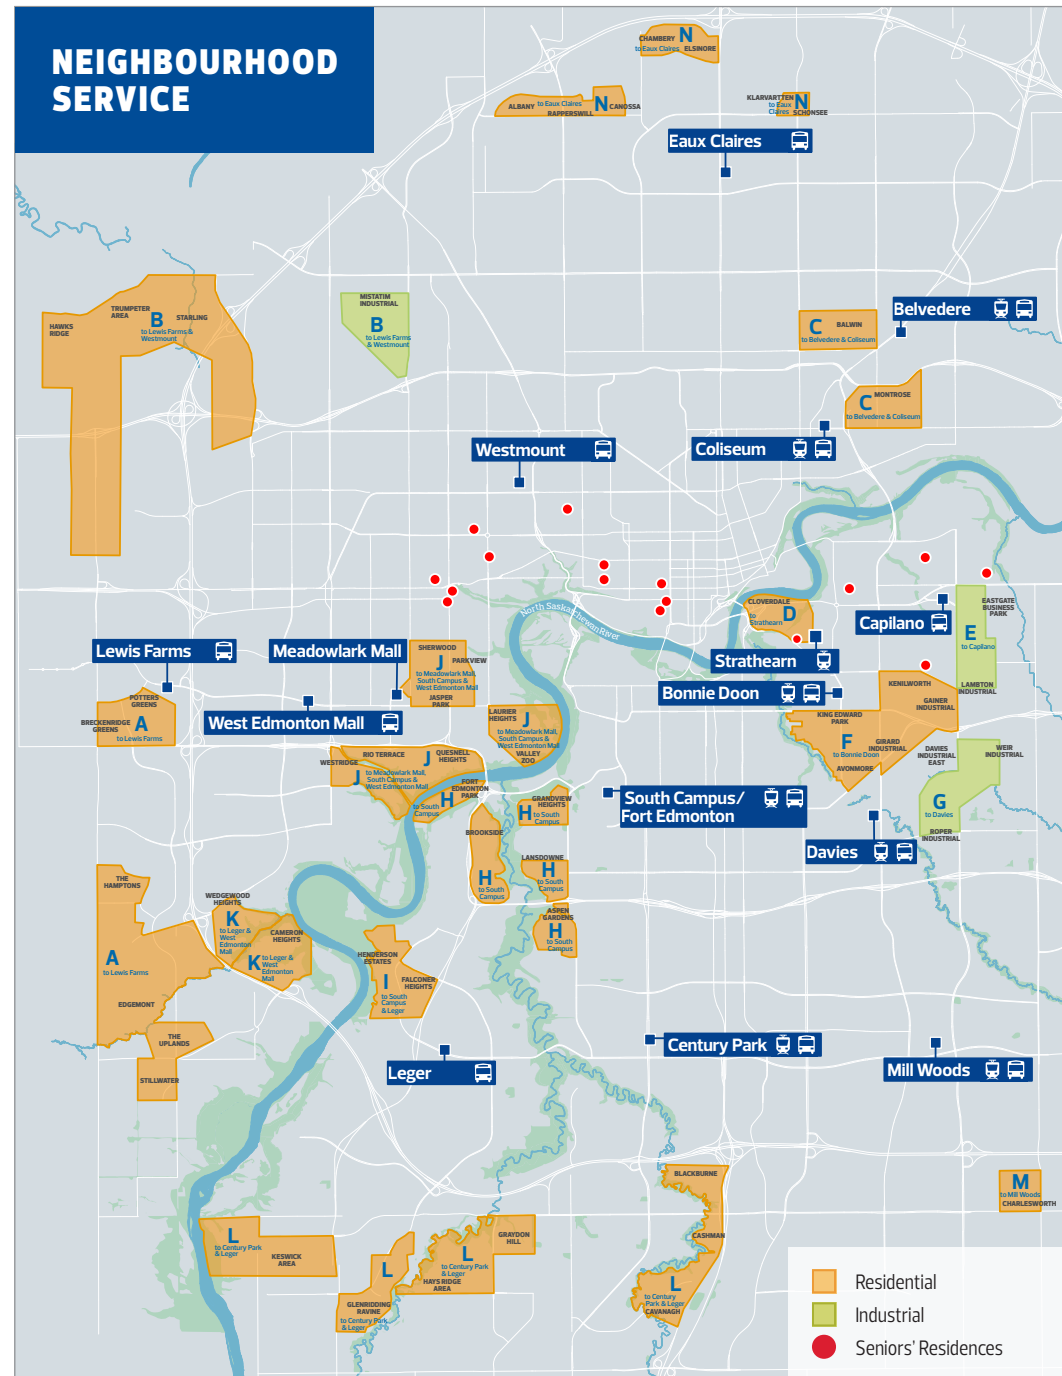 NEIGHBOURHOOD
SERVICE
CHAMBERY
N
to Eaux Claires
ELSINORE
ALBANY
to Eaux Claires
N
CANOSSA
RAPPERSWILL
KLARVATTEN
to Eaux
Claires
N
SCHONSEE
Eaux Claires
HAWKS
RIDGE
TRUMPETER
AREA
B
STARLING
to Lewis Farms &
Westmount
MISTATIM
INDUSTRIAL
B
to Lewis Farms
& Westmount
Belvedere
C
BALWIN
to Belvedere & Coliseum
MONTROSE
C
to Belvedere & Coliseum
Westmount
Coliseum
North Saskatchewan River
CLOVERDALE
D
to
Strathearn
Capilano
EASTGATE
BUSINESS
PARK
E
to Capilano
LAMBTON
INDUSTRIAL
Strathearn
Bonnie Doon
Lewis Farms
Meadowlark Mall
West Edmonton Mall
SHERWOOD
J
PARKVIEW
to Meadowlark Mall,
South Campus &
West Edmonton Mall
JASPER
PARK
POTTERS
GREENS
BRECKENRIDGE
GREENS
A
to Lewis Farms
LAURIER
HEIGHTS
J
to Meadowlark Mall,
South Campus &
West Edmonton Mall
VALLEY
ZOO
KENILWORTH
GAINER
INDUSTRIAL
KING EDWARD
PARK
F
GIRARD
INDUSTRIAL
to Bonnie Doon
AVONMORE
DAVIES
INDUSTRIAL
EAST
WEIR
INDUSTRIAL
G
to Davies
ROPER
INDUSTRIAL
RIO TERRACE
J
QUESNELL
HEIGHTS
WESTRIDGE
J
to Meadowlark Mall,
South Campus &
West Edmonton Mall
FORT
EDMONTON
PARK
H
to South
Campus
GRANDVIEW
HEIGHTS
H
to South
Campus
South Campus/
Fort Edmonton
Davies
BROOKSIDE
H
to South
Campus
LANSDOWNE
H
to South
Campus
ASPEN
GARDENS
H
to South
Campus
THE
HAMPTONS
A
to Lewis Farms
EDGEMONT
WEDGEWOOD
HEIGHTS
K
to Leger &
West
Edmonton
Mall
CAMERON
HEIGHTS
K
to Leger &
West
Edmonton
Mall
HENDERSON
ESTATES
I
FALCONER
HEIGHTS
to South
Campus
& Leger
THE
UPLANDS
STILLWATER
Leger
Century Park
Mill Woods
BLACKBURNE
CASHMAN
L
to Century
Park & Leger
CAVANAGH
M
to Mill Woods
CHARLESWORTH
L
to Century Park
& Leger
KESWICK
AREA
L
GLENRIDDING
RAVINE
to Century Park
& Leger
GRAYDON
HILL
L
to Century Park
& Leger
HAYS RIDGE
AREA
Residential
Industrial
Seniors' Residences